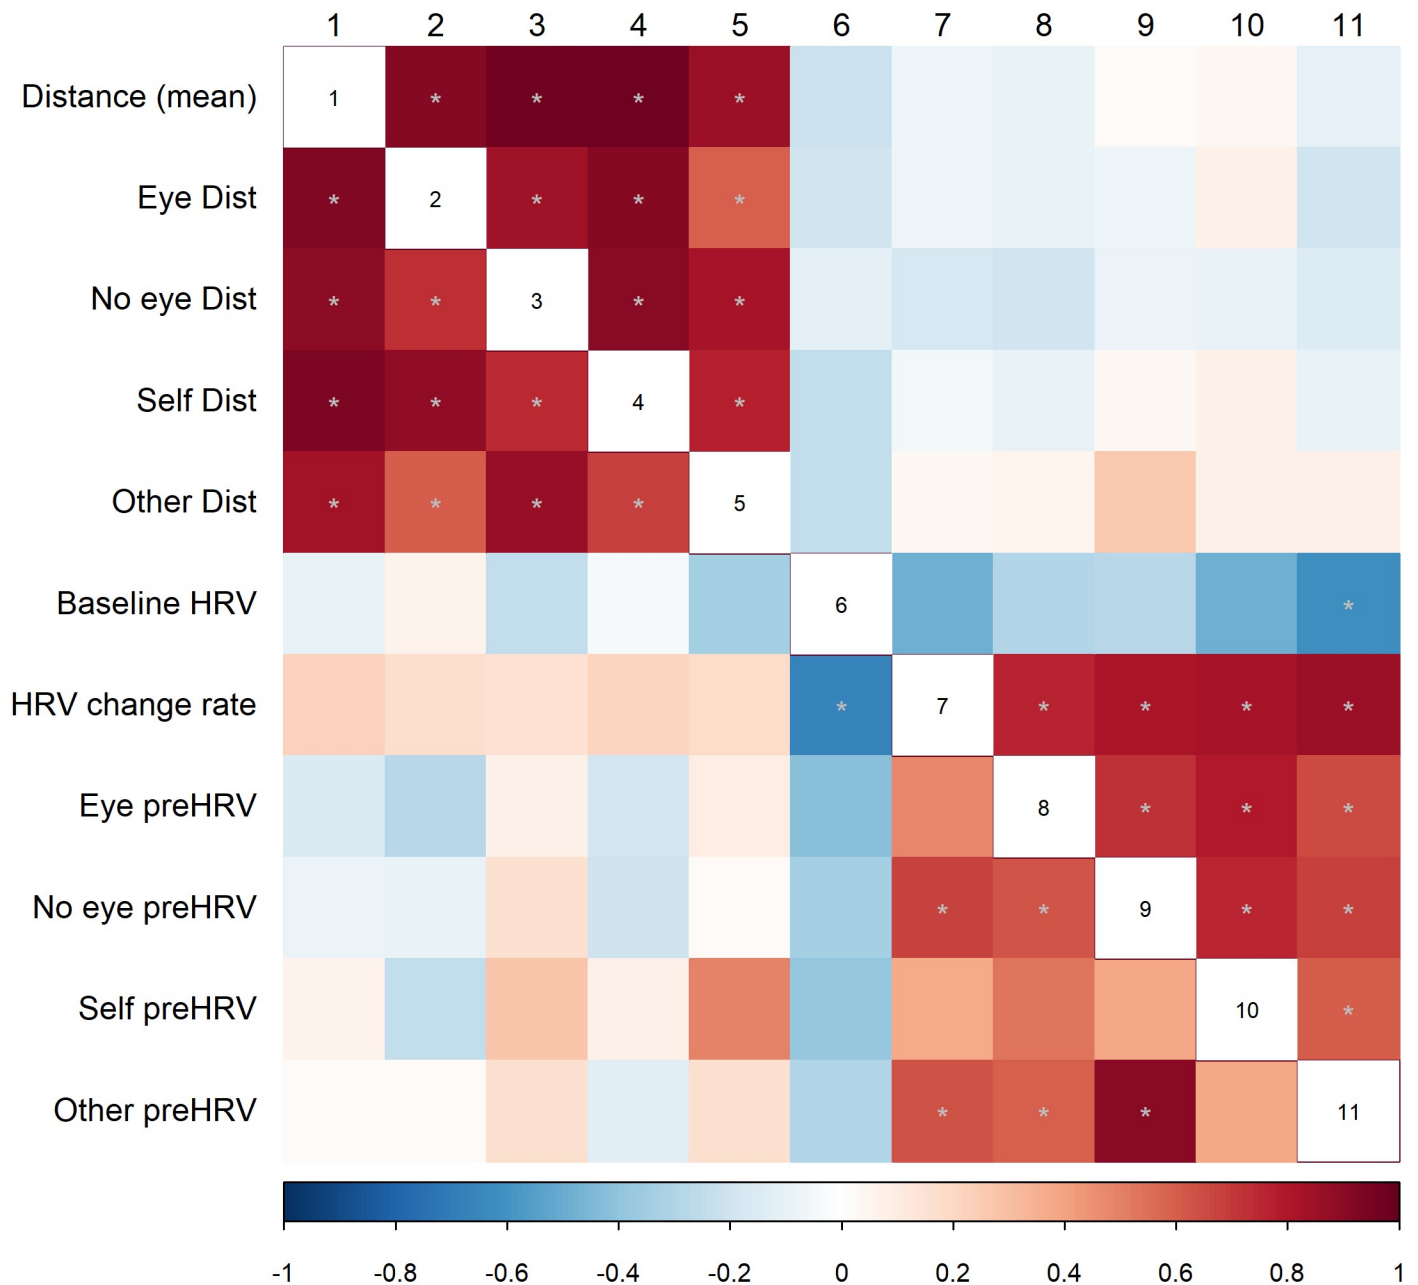 1 2 3 4 5 6 7 8 9 10 11
Distance (mean) 1 * * * *
Eye Dist * 2 * * *
No eye Dist * * 3 * *
Self Dist * * * 4 *
Other Dist * * * * 5
Baseline HRV 6 *
HRV change rate * 7 * * * *
Eye preHRV 8 * * *
No eye preHRV * * 9 * *
Self preHRV 10 *
Other preHRV * * * 11
-1 -0.8 -0.6 -0.4 -0.2 0 0.2 0.4 0.6 0.8 1